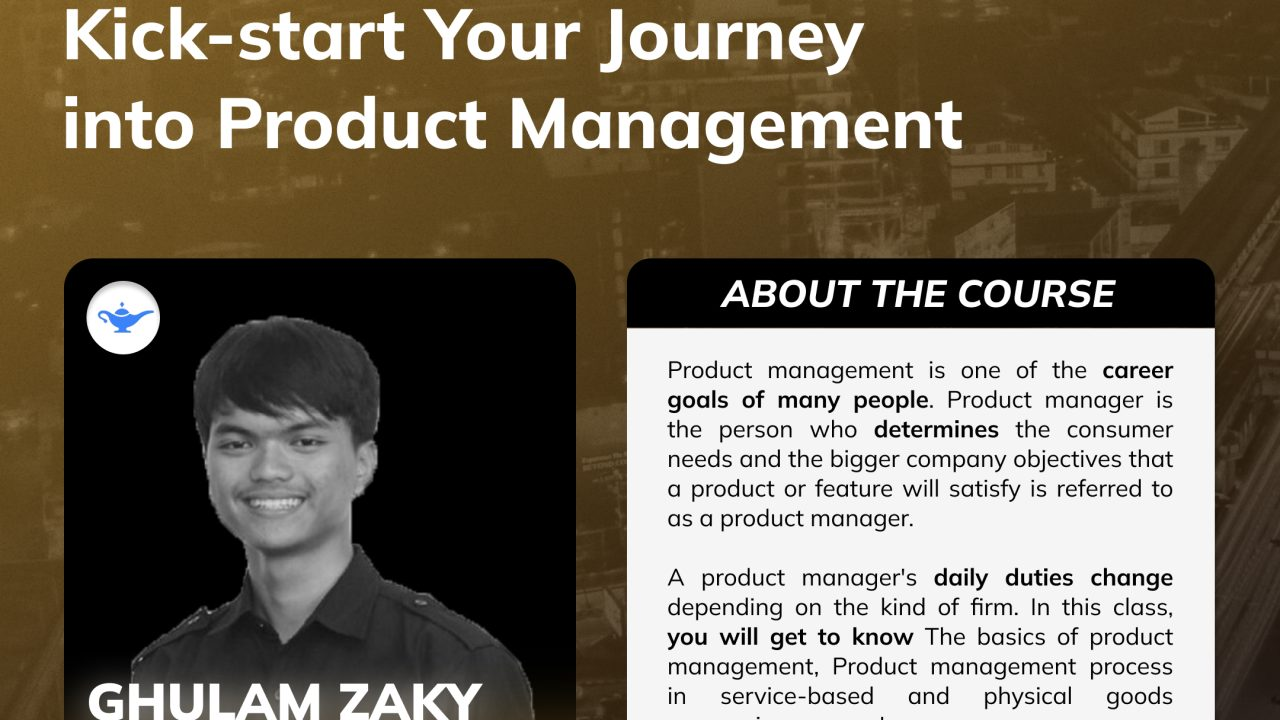 Kick-start Your Journey
into Product Management
GHULAM ZAKY
ABOUT THE COURSE
Product management is one of the career
goals of many people. Product manager is
the person who determines the consumer
needs and the bigger company objectives that
a product or feature will satisfy is referred to
as a product manager.
A product manager's daily duties change
depending on the kind of firm. In this class,
you will get to know The basics of product
management, Product management process
in service-based and physical goods